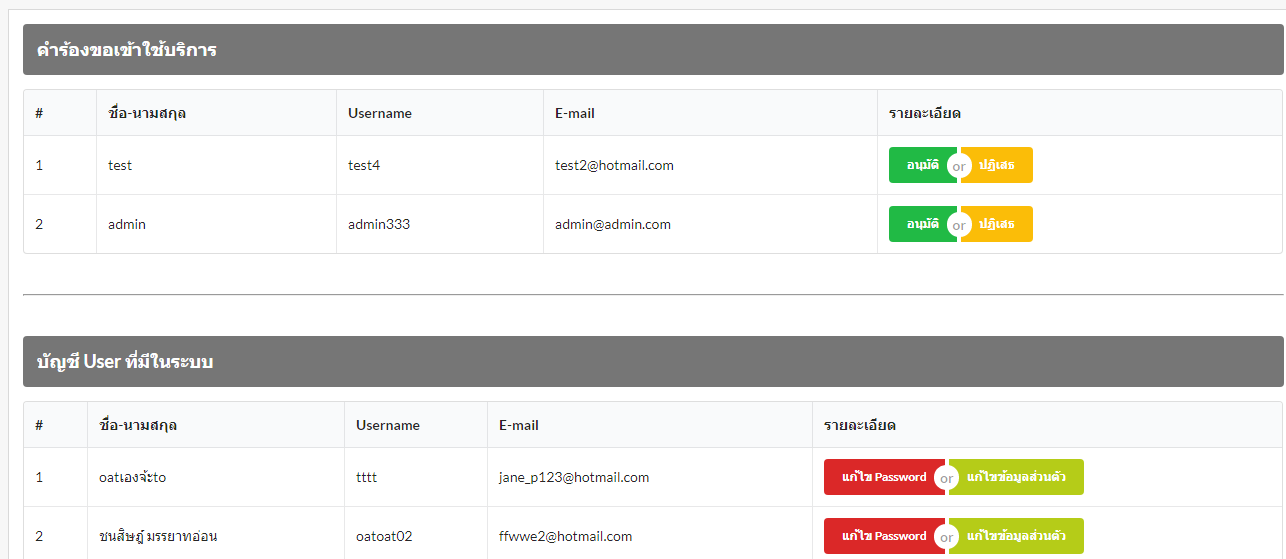 คำร้องขอเข้าใช้บริการ
# ชื่อ-นามสกุล Username E-mail รายละเอียด
1 test test4 test2@hotmail.com อนุมัติ or ปฏิเสธ
2 admin admin333 admin@admin.com อนุมัติ or ปฏิเสธ
บัญชี User ที่มีในระบบ
# ชื่อ-นามสกุล Username E-mail รายละเอียด
1 oatเองจ้ะto tttt jane_p123@hotmail.com แก้ไข Password or แก้ไขข้อมูลส่วนตัว
2 ชนสิษฎ์ มรรยาทอ่อน oatoat02 ffwwe2@hotmail.com แก้ไข Password or แก้ไขข้อมูลส่วนตัว